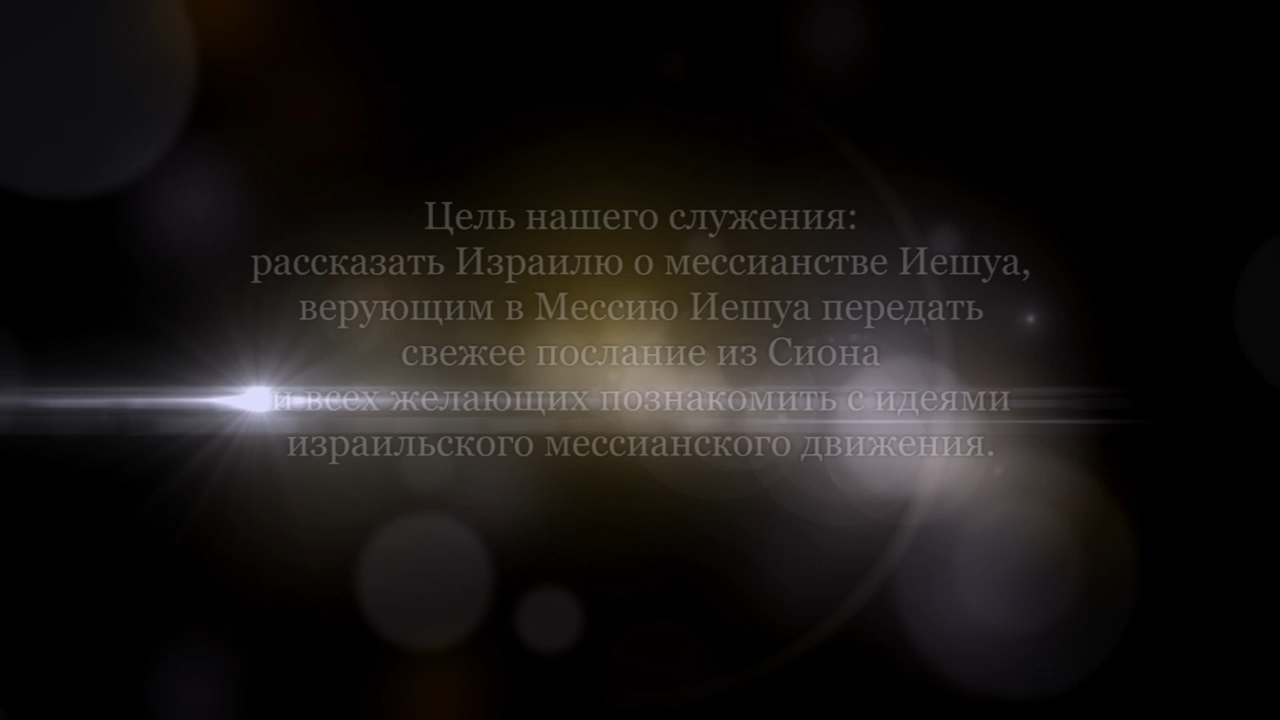 Цель нашего служения:
рассказать Израилю о мессианстве Иешуа,
верующим в Мессию Иешуа передать
свежее послание из Сиона
и всех желающих познакомить с идеями
израильского мессианского движения.